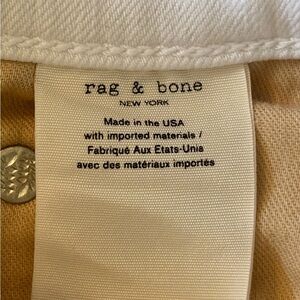 rag & bone
NEW YORK
Made in the USA
with imported materials /
Fabriqué Aux Etats-Unis
avec des matériaux importés